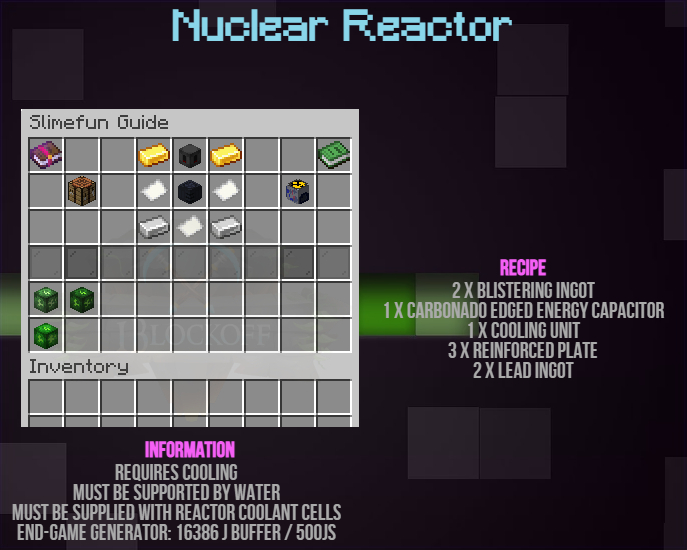 Nuclear Reactor
Slimefun Guide
BLOCKOFF
Inventory
RECIPE
2 X BLISTERING INGOT
1 X CARBONADO EDGED ENERGY CAPACITOR
1 X COOLING UNIT
3 X REINFORCED PLATE
2 X LEAD INGOT
INFORMATION
REQUIRES COOLING
MUST BE SUPPORTED BY WATER
MUST BE SUPPLIED WITH REACTOR COOLANT CELLS
END-GAME GENERATOR: 16386 J BUFFER / 500JS